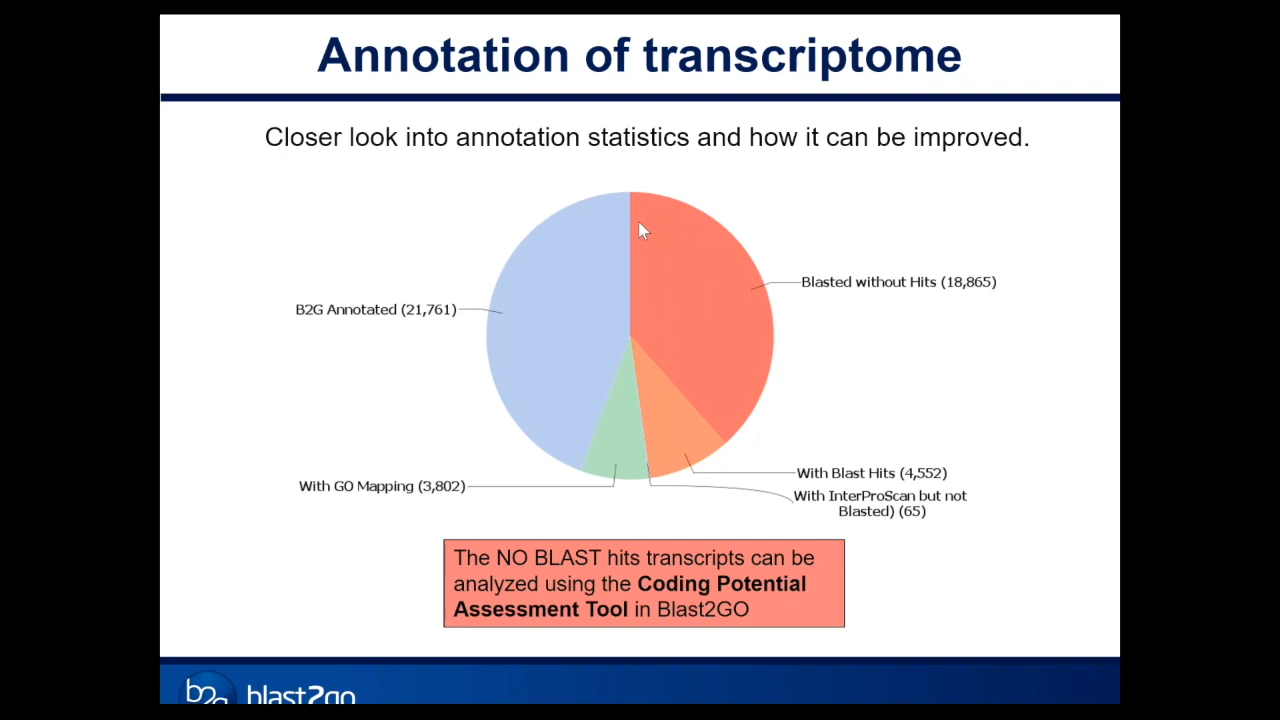 Annotation of transcriptome
Closer look into annotation statistics and how it can be improved.
Blasted without Hits (18,865)
B2G Annotated (21,761)
With Blast Hits (4,552)
With GO Mapping (3,802)
With InterProScan but not
Blasted) (65)
The NO BLAST hits transcripts can be
analyzed using the Coding Potential
Assessment Tool in Blast2GO
b2g blast2go